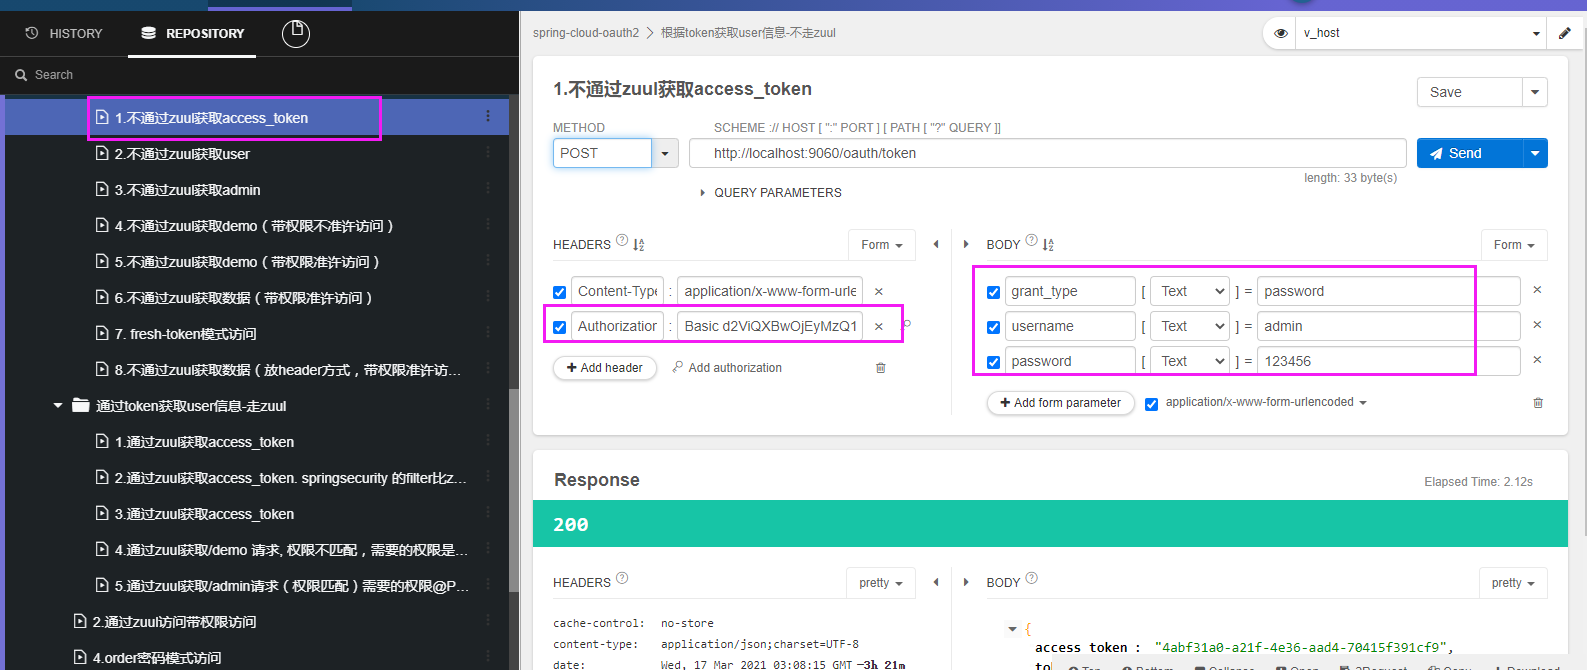 HISTORY
REPOSITORY
Search
1.不通过zuul获取access_token
2.不通过zuul获取user
3.不通过zuul获取admin
4.不通过zuul获取demo（带权限不准许访问）
5.不通过zuul获取demo（带权限准许访问）
6.不通过zuul获取数据（带权限准许访问）
7. fresh-token模式访问
8.不通过zuul获取数据（放header方式，带权限准许访...
通过token获取user信息-走zuul
1.通过zuul获取access_token
2.通过zuul获取access_token. springsecurity 的filter比z...
3.通过zuul获取access_token
4.通过zuul获取/demo 请求, 权限不匹配，需要的权限是...
5.通过zuul获取/admin请求（权限匹配）需要的权限@P...
2.通过zuul访问带权限访问
4.order密码模式访问
spring-cloud-oauth2 > 根据token获取user信息-不走zuul
v_host
1.不通过zuul获取access_token
Save
METHOD
SCHEME :// HOST [ ":" PORT ] [ PATH [ "?" QUERY ]]
POST
http://localhost:9060/oauth/token
Send
length: 33 byte(s)
QUERY PARAMETERS
HEADERS
Form
Content-Type : application/x-www-form-urle
Authorization : Basic d2ViQXBwOjEyMzQ1
+ Add header
Add authorization
BODY
Form
grant_type [ Text ] = password
username [ Text ] = admin
password [ Text ] = 123456
+ Add form parameter
application/x-www-form-urlencoded
Response
Elapsed Time: 2.12s
200
HEADERS
pretty
cache-control: no-store
content-type: application/json;charset=UTF-8
date: Wed, 17 Mar 2021 03:08:15 GMT −3h 21m
BODY
pretty
{
access_token : "4abf31a0-a21f-4e36-aad4-70415f391cf9",